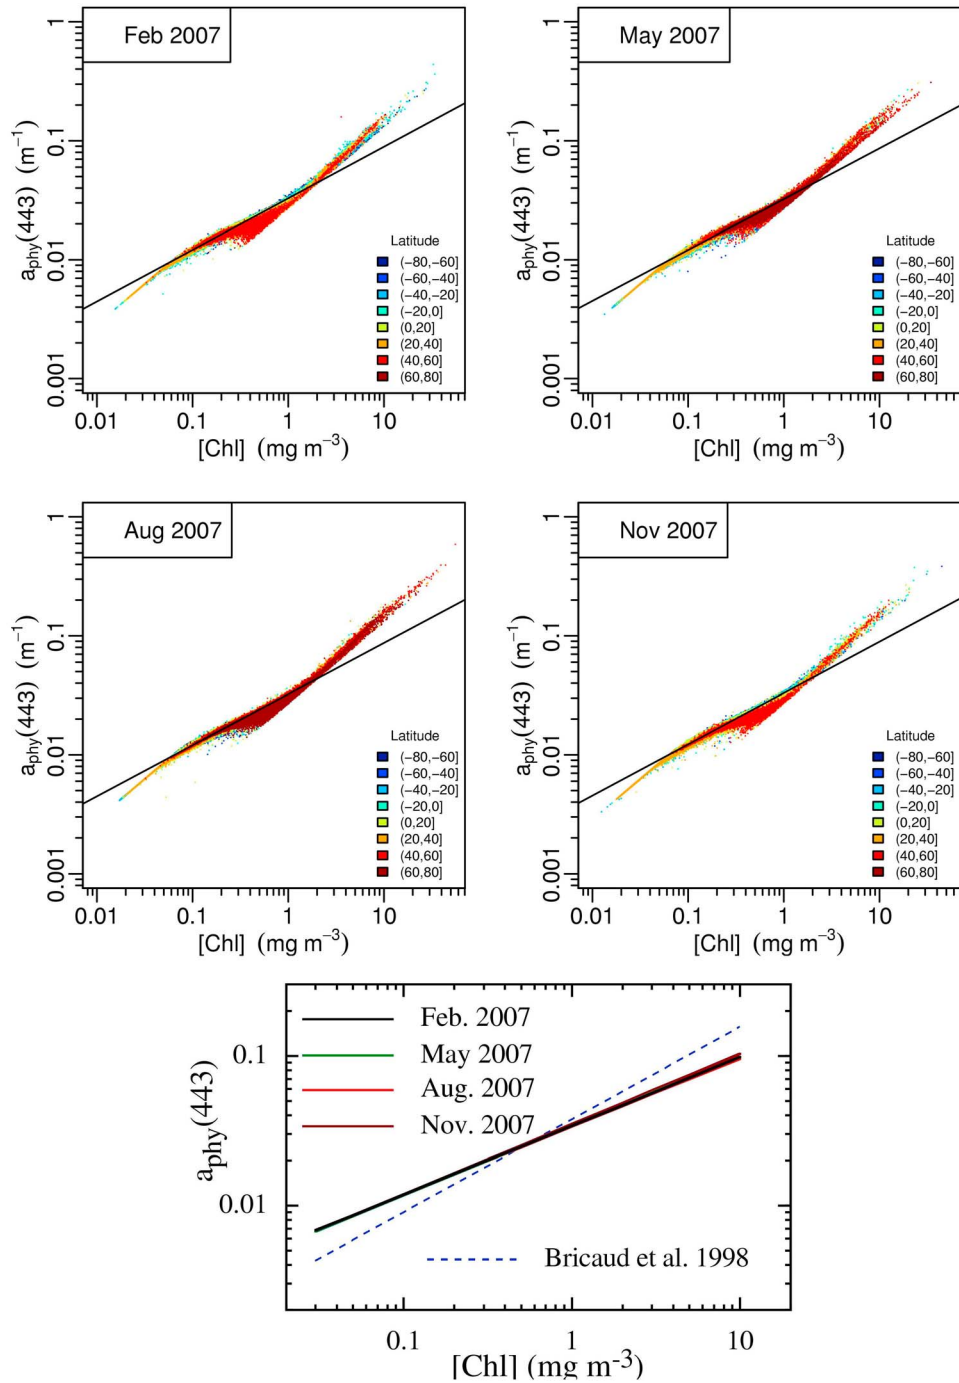 Feb 2007
a_phy(443) (m⁻¹)
1
0.1
0.01
0.001
Latitude
(−80,−60]
(−60,−40]
(−40,−20]
(−20,0]
(0,20]
(20,40]
(40,60]
(60,80]
0.01 0.1 1 10
[Chl] (mg m⁻³)
May 2007
a_phy(443) (m⁻¹)
1
0.1
0.01
0.001
Latitude
(−80,−60]
(−60,−40]
(−40,−20]
(−20,0]
(0,20]
(20,40]
(40,60]
(60,80]
0.01 0.1 1 10
[Chl] (mg m⁻³)
Aug 2007
a_phy(443) (m⁻¹)
1
0.1
0.01
0.001
Latitude
(−80,−60]
(−60,−40]
(−40,−20]
(−20,0]
(0,20]
(20,40]
(40,60]
(60,80]
0.01 0.1 1 10
[Chl] (mg m⁻³)
Nov 2007
a_phy(443) (m⁻¹)
1
0.1
0.01
0.001
Latitude
(−80,−60]
(−60,−40]
(−40,−20]
(−20,0]
(0,20]
(20,40]
(40,60]
(60,80]
0.01 0.1 1 10
[Chl] (mg m⁻³)
a_phy(443)
0.1
0.01
Feb. 2007
May 2007
Aug. 2007
Nov. 2007
Bricaud et al. 1998
0.1 1 10
[Chl] (mg m⁻³)